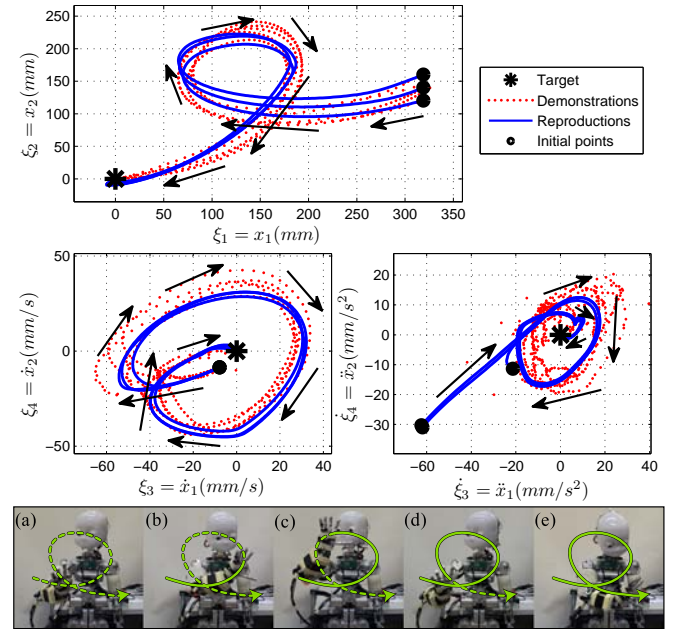 250
200
150
100
50
0
ξ2 = x2(mm)
0 50 100 150 200 250 300 350
ξ1 = x1(mm)
Target
Demonstrations
Reproductions
Initial points
50
0
−50
ξ4 = ẋ2(mm/s)
−60 −40 −20 0 20 40
ξ3 = ẋ1(mm/s)
20
10
0
−10
−20
−30
ξ̇4 = ẍ2(mm/s²)
−60 −40 −20 0 20 40
ξ̇3 = ẍ1(mm/s²)
(a) (b) (c) (d) (e)